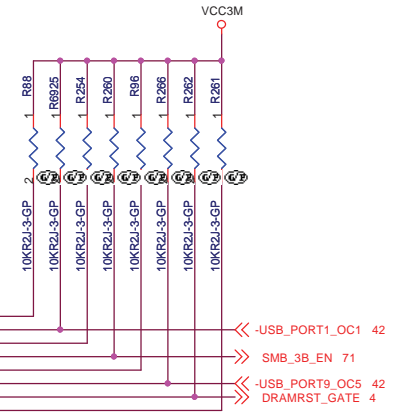 VCC3M
R88
R6925
R254
R260
R96
R266
R262
R261
1 1 1 1 1 1 1 1
2
10KR2J-3-GP
10KR2J-3-GP
10KR2J-3-GP
10KR2J-3-GP
10KR2J-3-GP
10KR2J-3-GP
10KR2J-3-GP
10KR2J-3-GP
-USB_PORT1_OC1 42
SMB_3B_EN 71
-USB_PORT9_OC5 42
DRAMRST_GATE 4